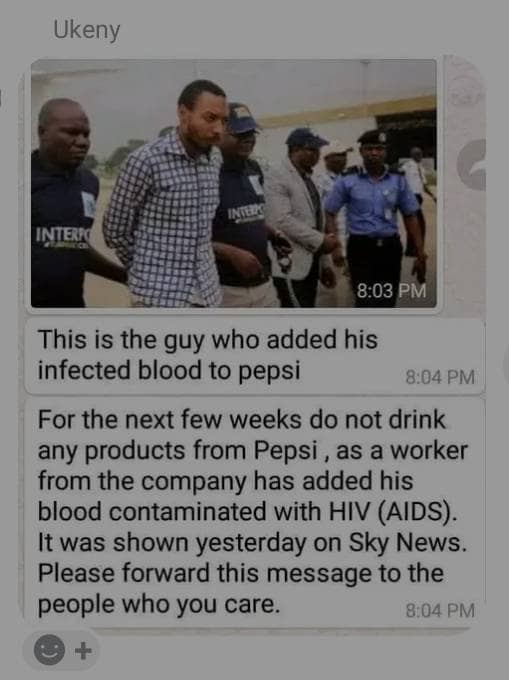 Ukeny
INTERPO
INTERP
8:03 PM
This is the guy who added his
infected blood to pepsi
8:04 PM
For the next few weeks do not drink
any products from Pepsi , as a worker
from the company has added his
blood contaminated with HIV (AIDS).
It was shown yesterday on Sky News.
Please forward this message to the
people who you care.
8:04 PM